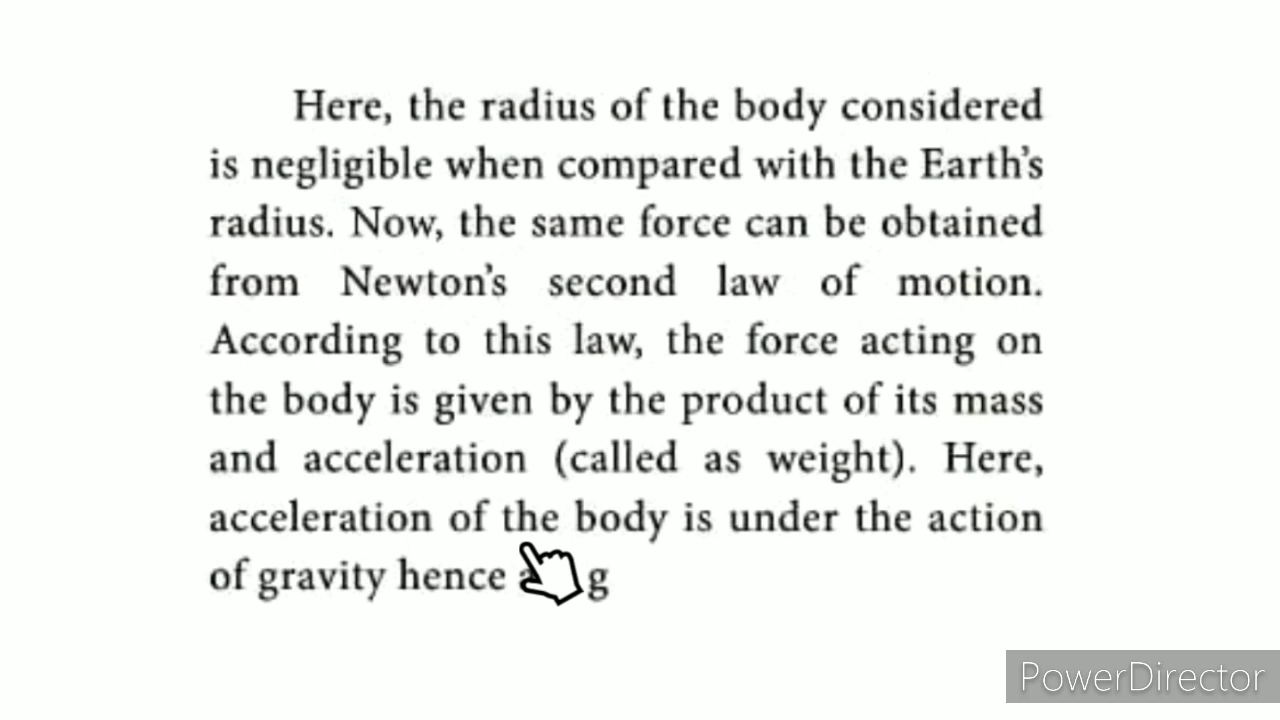 Here, the radius of the body considered
is negligible when compared with the Earth's
radius. Now, the same force can be obtained
from Newton's second law of motion.
According to this law, the force acting on
the body is given by the product of its mass
and acceleration (called as weight). Here,
acceleration of the body is under the action
of gravity hence g
PowerDirector